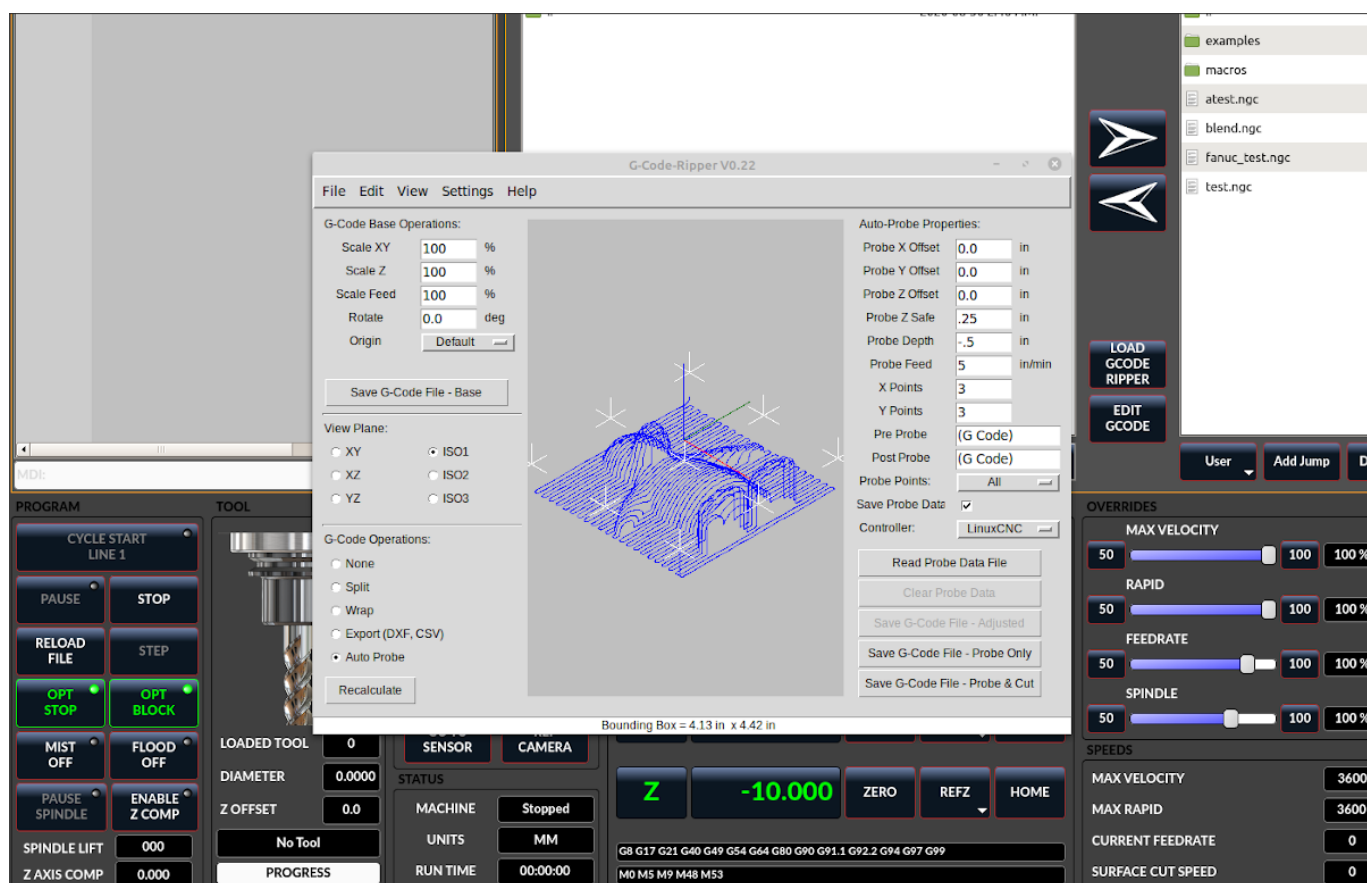 examples
macros
atest.ngc
blend.ngc
fanuc_test.ngc
test.ngc
G-Code-Ripper V0.22
File Edit View Settings Help
G-Code Base Operations:
Scale XY 100 %
Scale Z 100 %
Scale Feed 100 %
Rotate 0.0 deg
Origin Default
Save G-Code File - Base
View Plane:
XY ISO1
XZ ISO2
YZ ISO3
G-Code Operations:
None
Split
Wrap
Export (DXF, CSV)
Auto Probe
Recalculate
Auto-Probe Properties:
Probe X Offset 0.0 in
Probe Y Offset 0.0 in
Probe Z Offset 0.0 in
Probe Z Safe .25 in
Probe Depth -.5 in
Probe Feed 5 in/min
X Points 3
Y Points 3
Pre Probe (G Code)
Post Probe (G Code)
Probe Points: All
Save Probe Data
Controller: LinuxCNC
Read Probe Data File
Clear Probe Data
Save G-Code File - Adjusted
Save G-Code File - Probe Only
Save G-Code File - Probe & Cut
Bounding Box = 4.13 in x 4.42 in
LOAD
GCODE
RIPPER
EDIT
GCODE
User Add Jump D
MDI:
PROGRAM
CYCLE START
LINE 1
PAUSE STOP
RELOAD
FILE
STEP
OPT
STOP
OPT
BLOCK
MIST
OFF
FLOOD
OFF
PAUSE
SPINDLE
ENABLE
Z COMP
SPINDLE LIFT 000
Z AXIS COMP 0.000
TOOL
LOADED TOOL 0
DIAMETER 0.0000
Z OFFSET 0.0
No Tool
PROGRESS
SENSOR
CAMERA
STATUS
MACHINE Stopped
UNITS MM
RUN TIME 00:00:00
Z -10.000 ZERO REFZ HOME
G8 G17 G21 G40 G49 G54 G64 G80 G90 G91.1 G92.2 G94 G97 G99
M0 M5 M9 M48 M53
OVERRIDES
MAX VELOCITY
50 100 100 %
RAPID
50 100 100 %
FEEDRATE
50 100 100 %
SPINDLE
50 100 100 %
SPEEDS
MAX VELOCITY 3600
MAX RAPID 3600
CURRENT FEEDRATE 0
SURFACE CUT SPEED 0